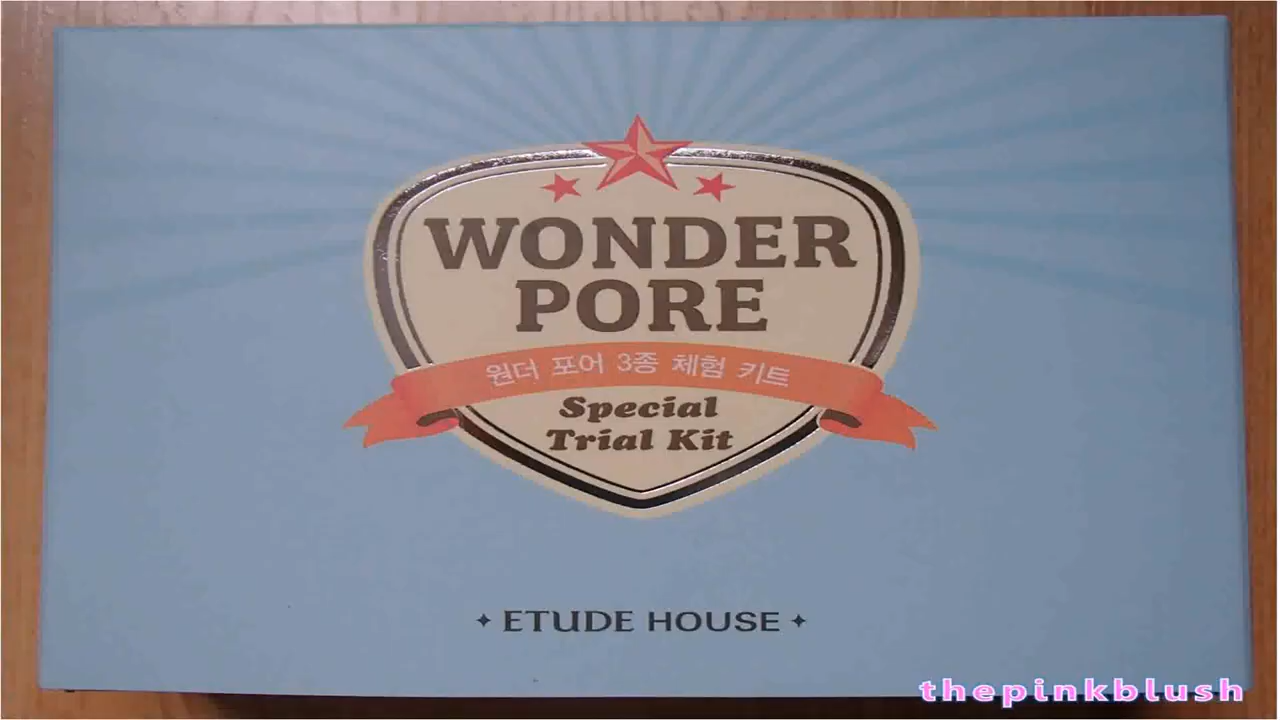 WONDER
PORE
원더 포어 3종 체험 키트
Special
Trial Kit
ETUDE HOUSE
thepinkblush